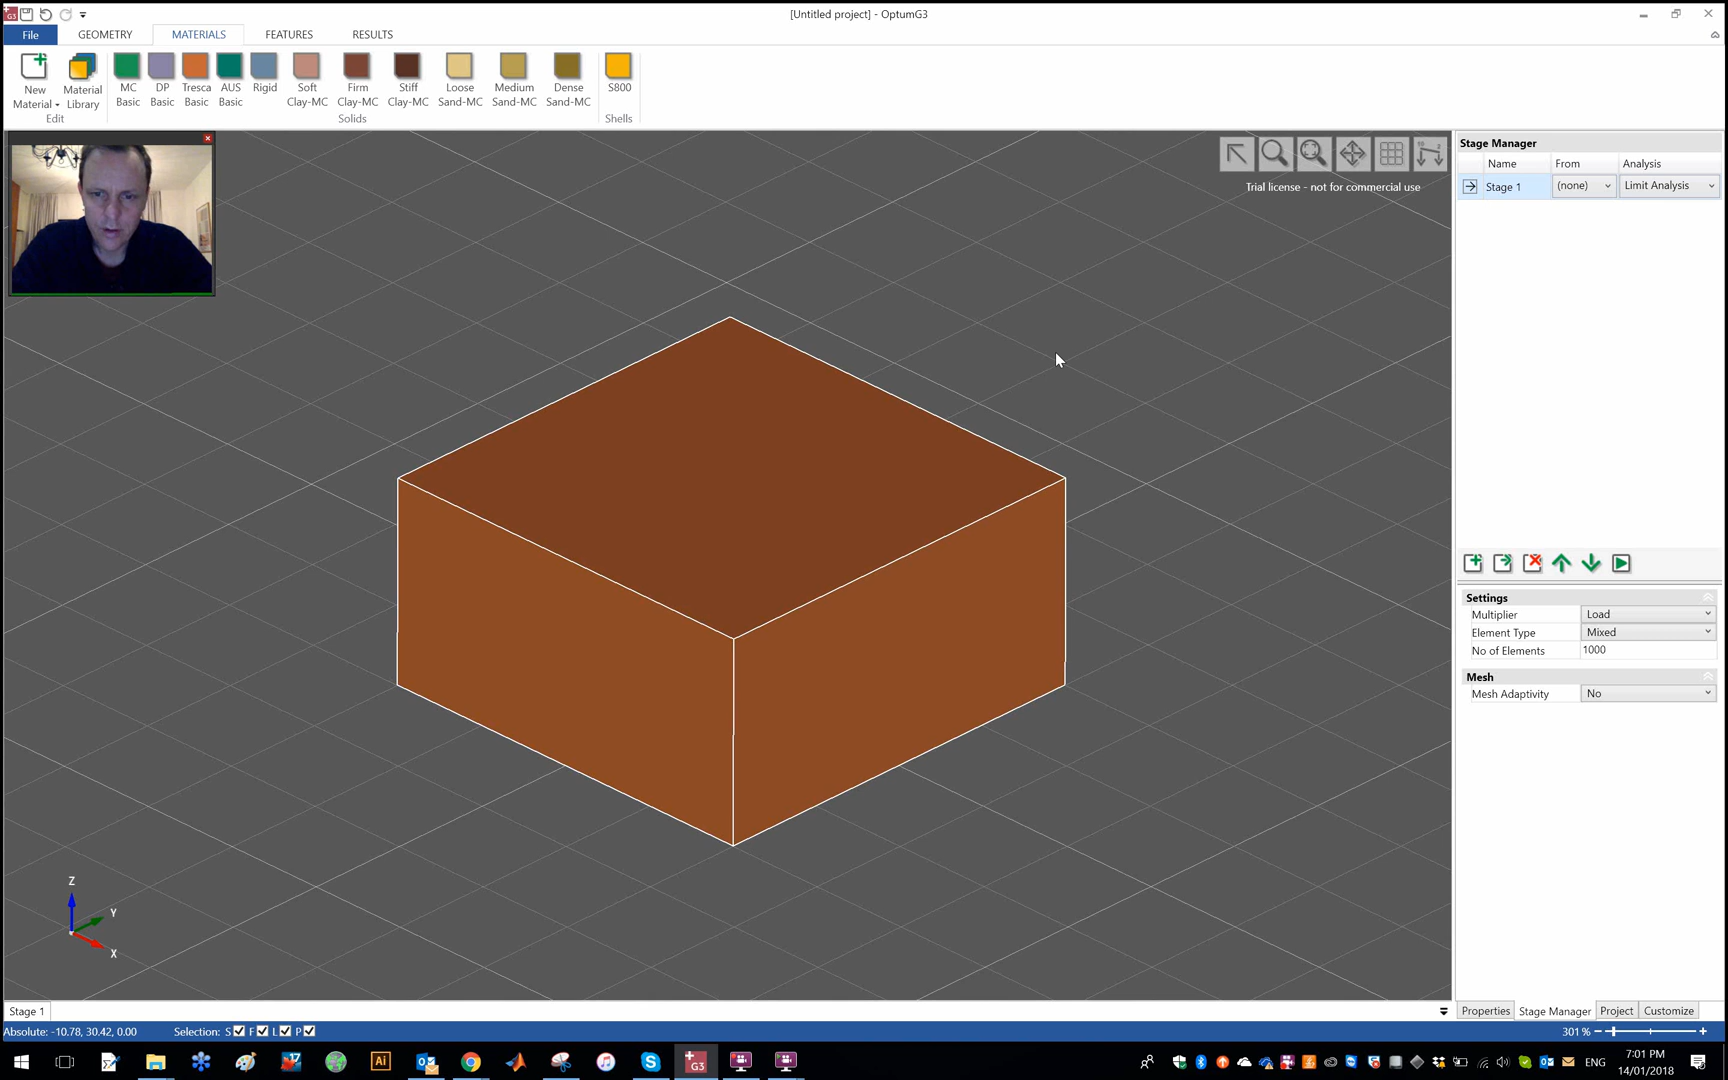 [Untitled project] - OptumG3
File GEOMETRY MATERIALS FEATURES RESULTS
New Material
Material Library
MC Basic
DP Basic
Tresca Basic
AUS Basic
Rigid
Soft Clay-MC
Firm Clay-MC
Stiff Clay-MC
Loose Sand-MC
Medium Sand-MC
Dense Sand-MC
S800
Edit Solids Shells
Trial license - not for commercial use
Stage Manager
Name From Analysis
Stage 1 (none) Limit Analysis
Settings
Multiplier Load
Element Type Mixed
No of Elements 1000
Mesh
Mesh Adaptivity No
Z
Y
X
Stage 1
Properties Stage Manager Project Customize
Absolute: -10.78, 30.42, 0.00 Selection: S F L P 301 %
Ai
G3
ENG
7:01 PM
14/01/2018